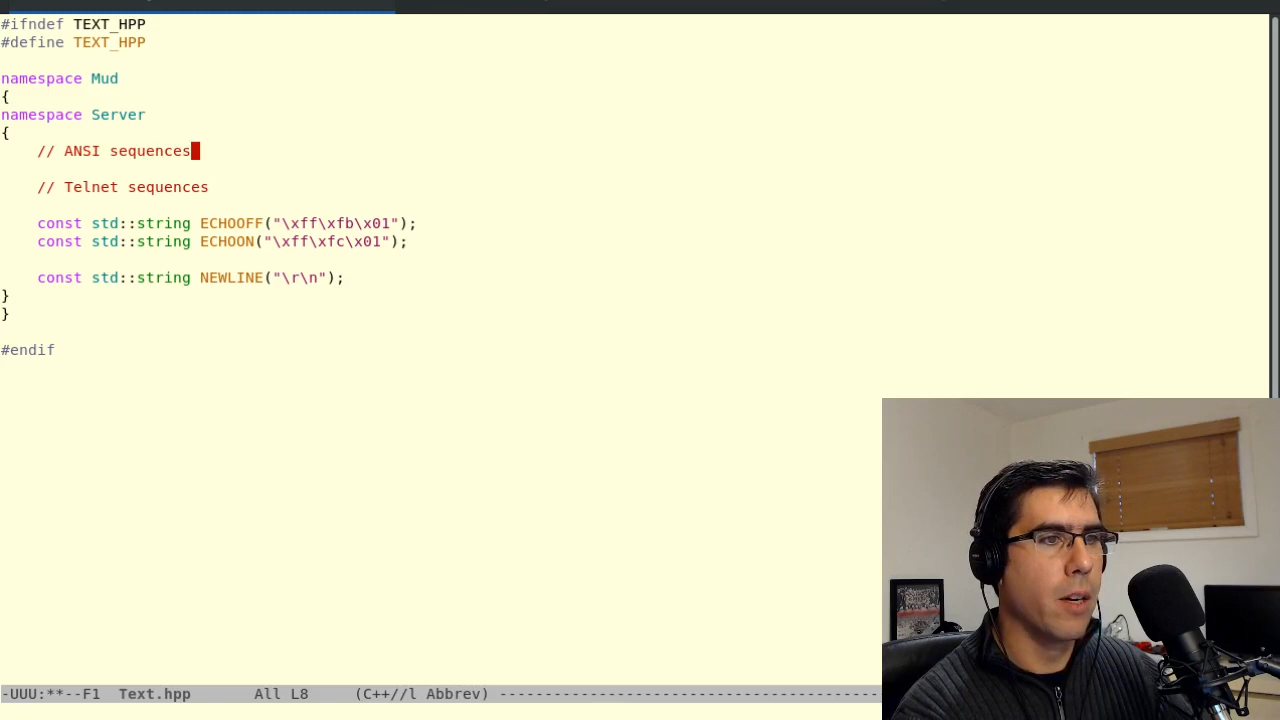 #ifndef TEXT_HPP
#define TEXT_HPP
namespace Mud
{
namespace Server
{
// ANSI sequences
// Telnet sequences
const std::string ECHOOFF("\xff\xfb\x01");
const std::string ECHOON("\xff\xfc\x01");
const std::string NEWLINE("\r\n");
}
}
#endif
-UUU:**--F1 Text.hpp All L8 (C++//l Abbrev) ------------------------------------------